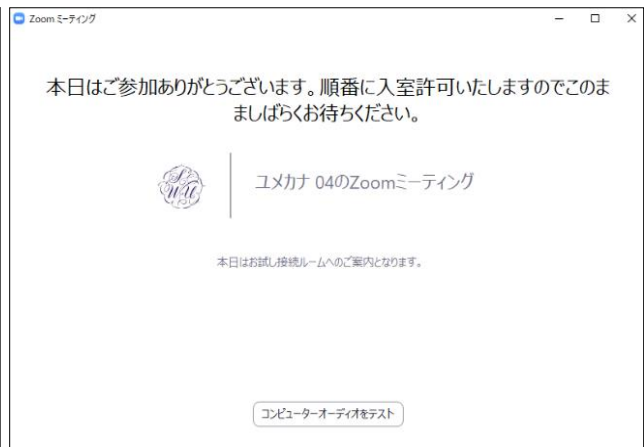 Zoom ミーティング
本日はご参加ありがとうございます。順番に入室許可いたしますのでこのま
ましばらくお待ちください。
ユメカナ 04のZoomミーティング
本日はお試し接続ルームへのご案内となります。
コンピューターオーディオをテスト